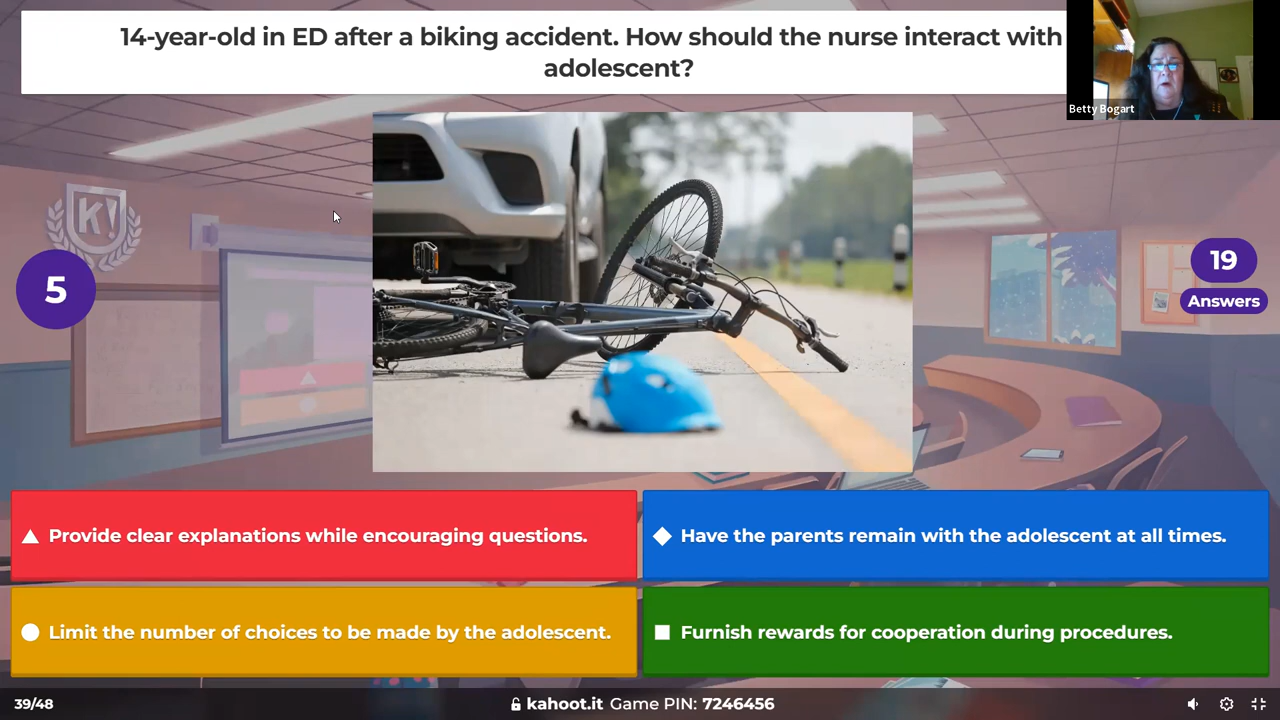 14-year-old in ED after a biking accident. How should the nurse interact with
adolescent?
Betty Bogart
K!
5
19
Answers
Provide clear explanations while encouraging questions.
Have the parents remain with the adolescent at all times.
Limit the number of choices to be made by the adolescent.
Furnish rewards for cooperation during procedures.
39/48
kahoot.it Game PIN: 7246456